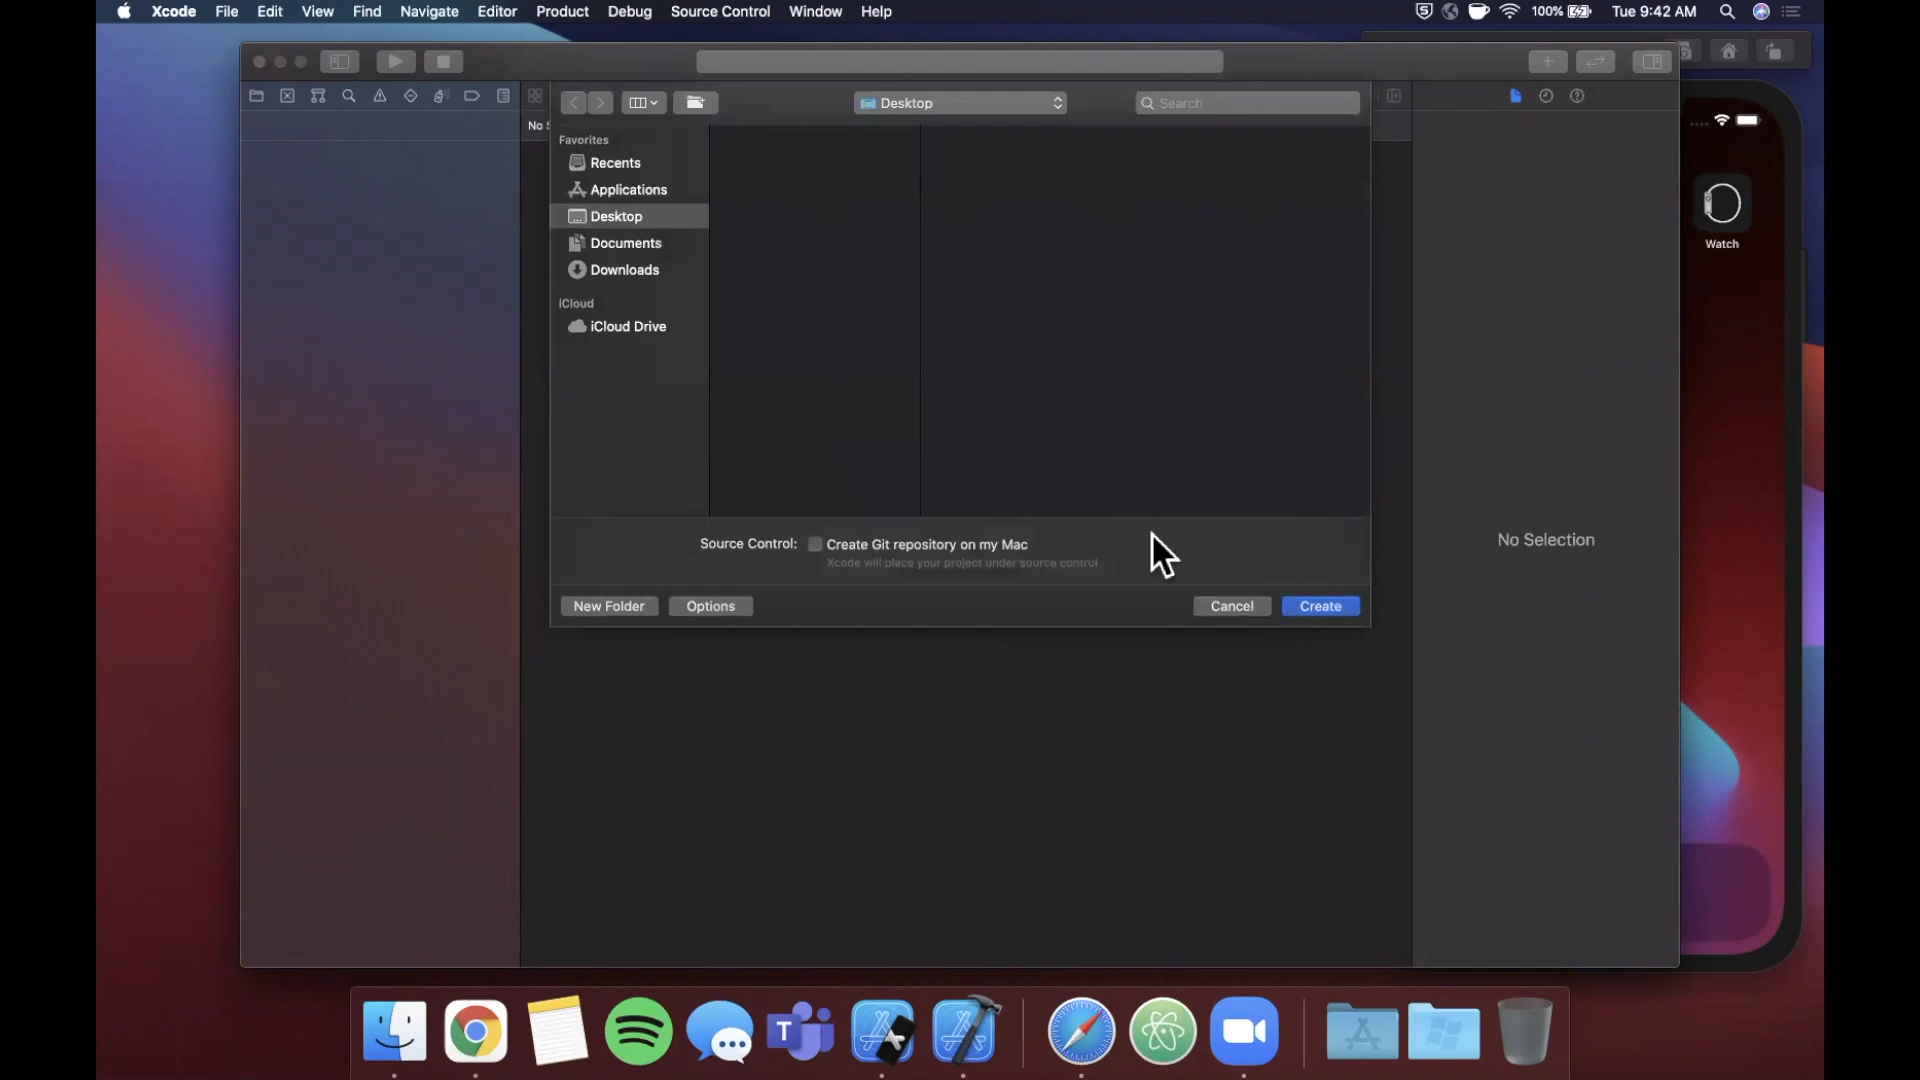 Xcode File Edit View Find Navigate Editor Product Debug Source Control Window Help 100% Tue 9:42 AM
Desktop
Search
No
Favorites
Recents
Applications
Desktop
Documents
Downloads
iCloud
iCloud Drive
Watch
No Selection
Source Control: Create Git repository on my Mac
Xcode will place your project under source control
New Folder Options Cancel Create
T